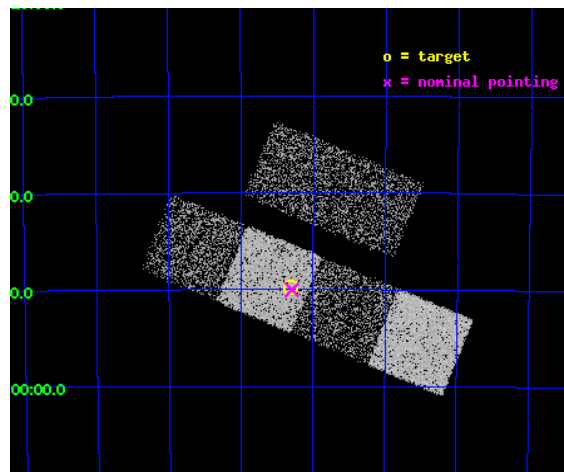 o = target
x = nominal pointing
0.0
0.0
0.0
00:00.0